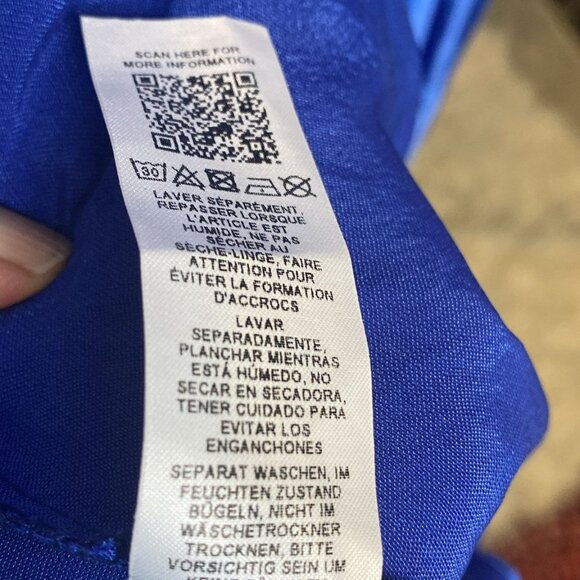 SCAN HERE FOR
MORE INFORMATION
30
LAVER SÉPARÉMENT,
REPASSER LORSQUE
L'ARTICLE EST
HUMIDE, NE PAS
SÉCHER AU
SÈCHE-LINGE, FAIRE
ATTENTION POUR
ÉVITER LA FORMATION
D'ACCROCS
LAVAR
SEPARADAMENTE,
PLANCHAR MIENTRAS
ESTÁ HÚMEDO, NO
SECAR EN SECADORA,
TENER CUIDADO PARA
EVITAR LOS
ENGANCHONES
SEPARAT WASCHEN, IM
FEUCHTEN ZUSTAND
BÜGELN, NICHT IM
WÄSCHETROCKNER
TROCKNEN, BITTE
VORSICHTIG SEIN UM